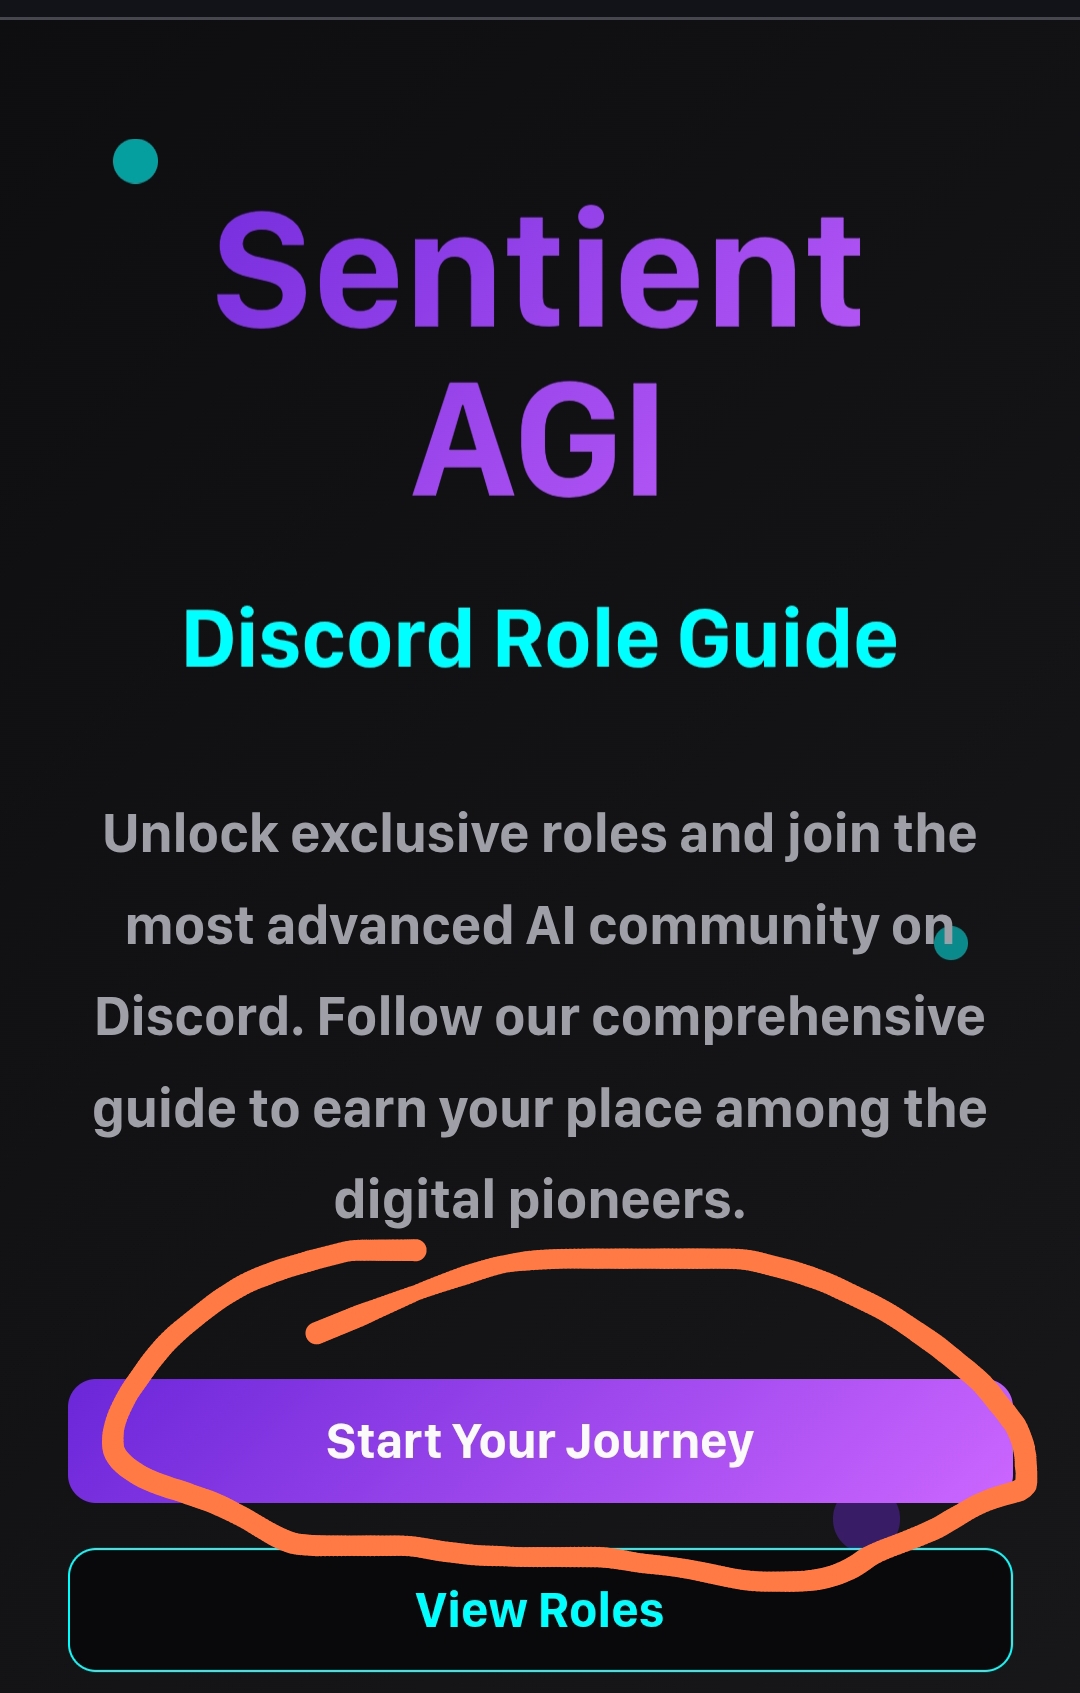 Sentient
AGI
Discord Role Guide
Unlock exclusive roles and join the
most advanced AI community on
Discord. Follow our comprehensive
guide to earn your place among the
digital pioneers.
Start Your Journey
View Roles